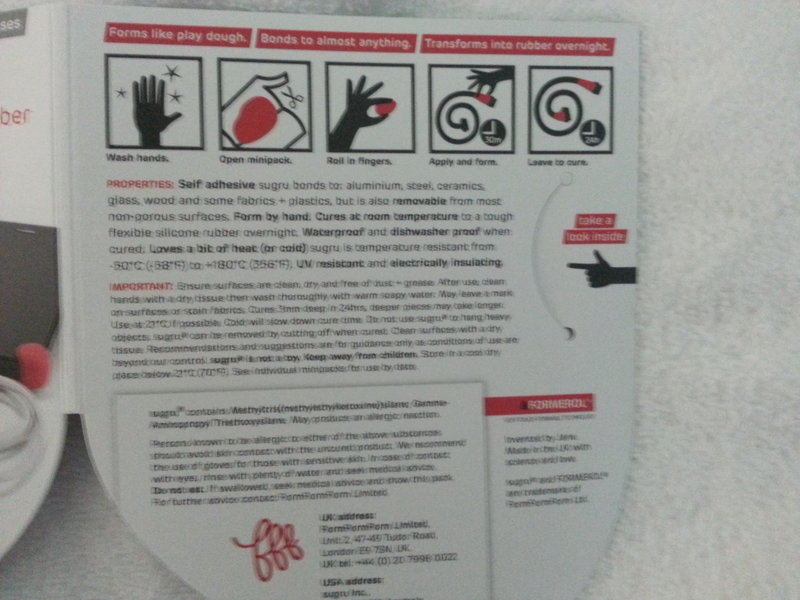 ses
ber
Forms like play dough. Bonds to almost anything. Transforms into rubber overnight.
30m
24h
Wash hands. Open minipack. Roll in fingers. Apply and form. Leave to cure.
PROPERTIES: Self adhesive sugru bonds to: aluminium, steel, ceramics,
glass, wood and some fabrics + plastics, but is also removable from most
non-porous surfaces. Form by hand. Cures at room temperature to a tough
flexible silicone rubber overnight. Waterproof and dishwasher proof when
cured. Loves a bit of heat (or cold) sugru is temperature resistant from
-50°C (-58°F) to +180°C (356°F), UV resistant and electrically insulating.
take a
look inside
IMPORTANT: Ensure surfaces are clean, dry and free of dust + grease. After use, clean
hands with a dry tissue then wash thoroughly with warm soapy water. May leave a mark
on surfaces or stain fabrics. Cures 3mm deep in 24hrs, deeper pieces may take longer.
Use at 21°C if possible. Cold will slow down cure time. Do not use sugru® to hang heavy
objects. sugru® can be removed by cutting off when cured. Clean surfaces with a dry
tissue. Recommendations and suggestions are for guidance only as conditions of use are
beyond our control. sugru® is not a toy. Keep away from children. Store in a cool dry
place below 21°C (70°F). See individual minipacks for use by date.
sugru® contains: Methyltris(methylethylketoxime)silane, Gamma-
Aminopropyl Triethoxysilane. May produce an allergic reaction.
Persons known to be allergic to either of the above substances
should avoid skin contact with the uncured product. We recommend
the use of gloves for those with sensitive skin. In case of contact
with eyes, rinse with plenty of water and seek medical advice.
Do not eat. If swallowed, seek medical advice and show this pack.
For further advice contact FormFormForm Limited.
fff
UK address:
FormFormForm Limited,
Unit 2, 47-49 Tudor Road,
London E9 7SN, UK.
UK tel: +44 (0) 20 7998 0022
USA address:
sugru Inc.,
FORMEROL™
Invented by Jane.
Made in the UK with
science and love.
sugru® and FORMEROL™
are trademarks of
FormFormForm Ltd.